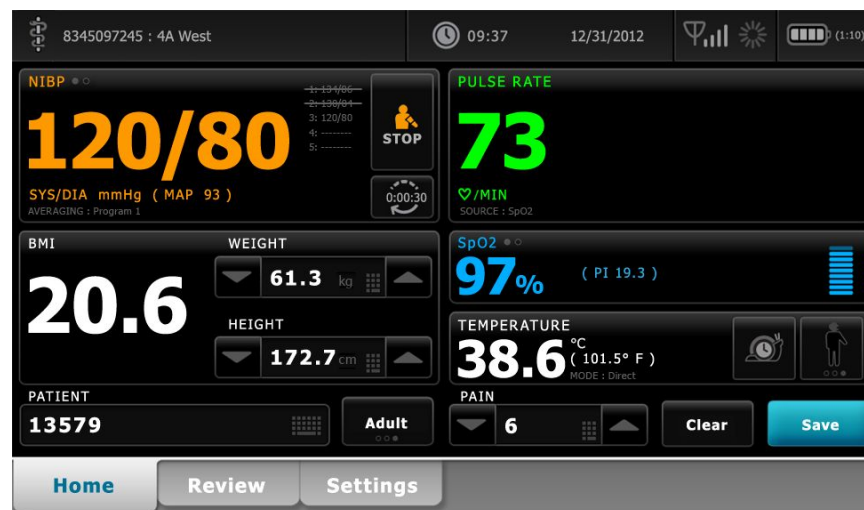 8345097245 : 4A West
09:37
12/31/2012
(1:10)
NIBP
1: 134/86
2: 130/84
3: 120/80
4: --------
5: --------
STOP
120/80
SYS/DIA mmHg ( MAP 93 )
AVERAGING : Program 1
0:00:30
PULSE RATE
73
/MIN
SOURCE : SpO2
BMI
20.6
WEIGHT
61.3 kg
HEIGHT
172.7 cm
SpO2
97%
( PI 19.3 )
TEMPERATURE
38.6 °C
( 101.5° F )
MODE : Direct
PATIENT
13579
Adult
PAIN
6
Clear
Save
Home
Review
Settings